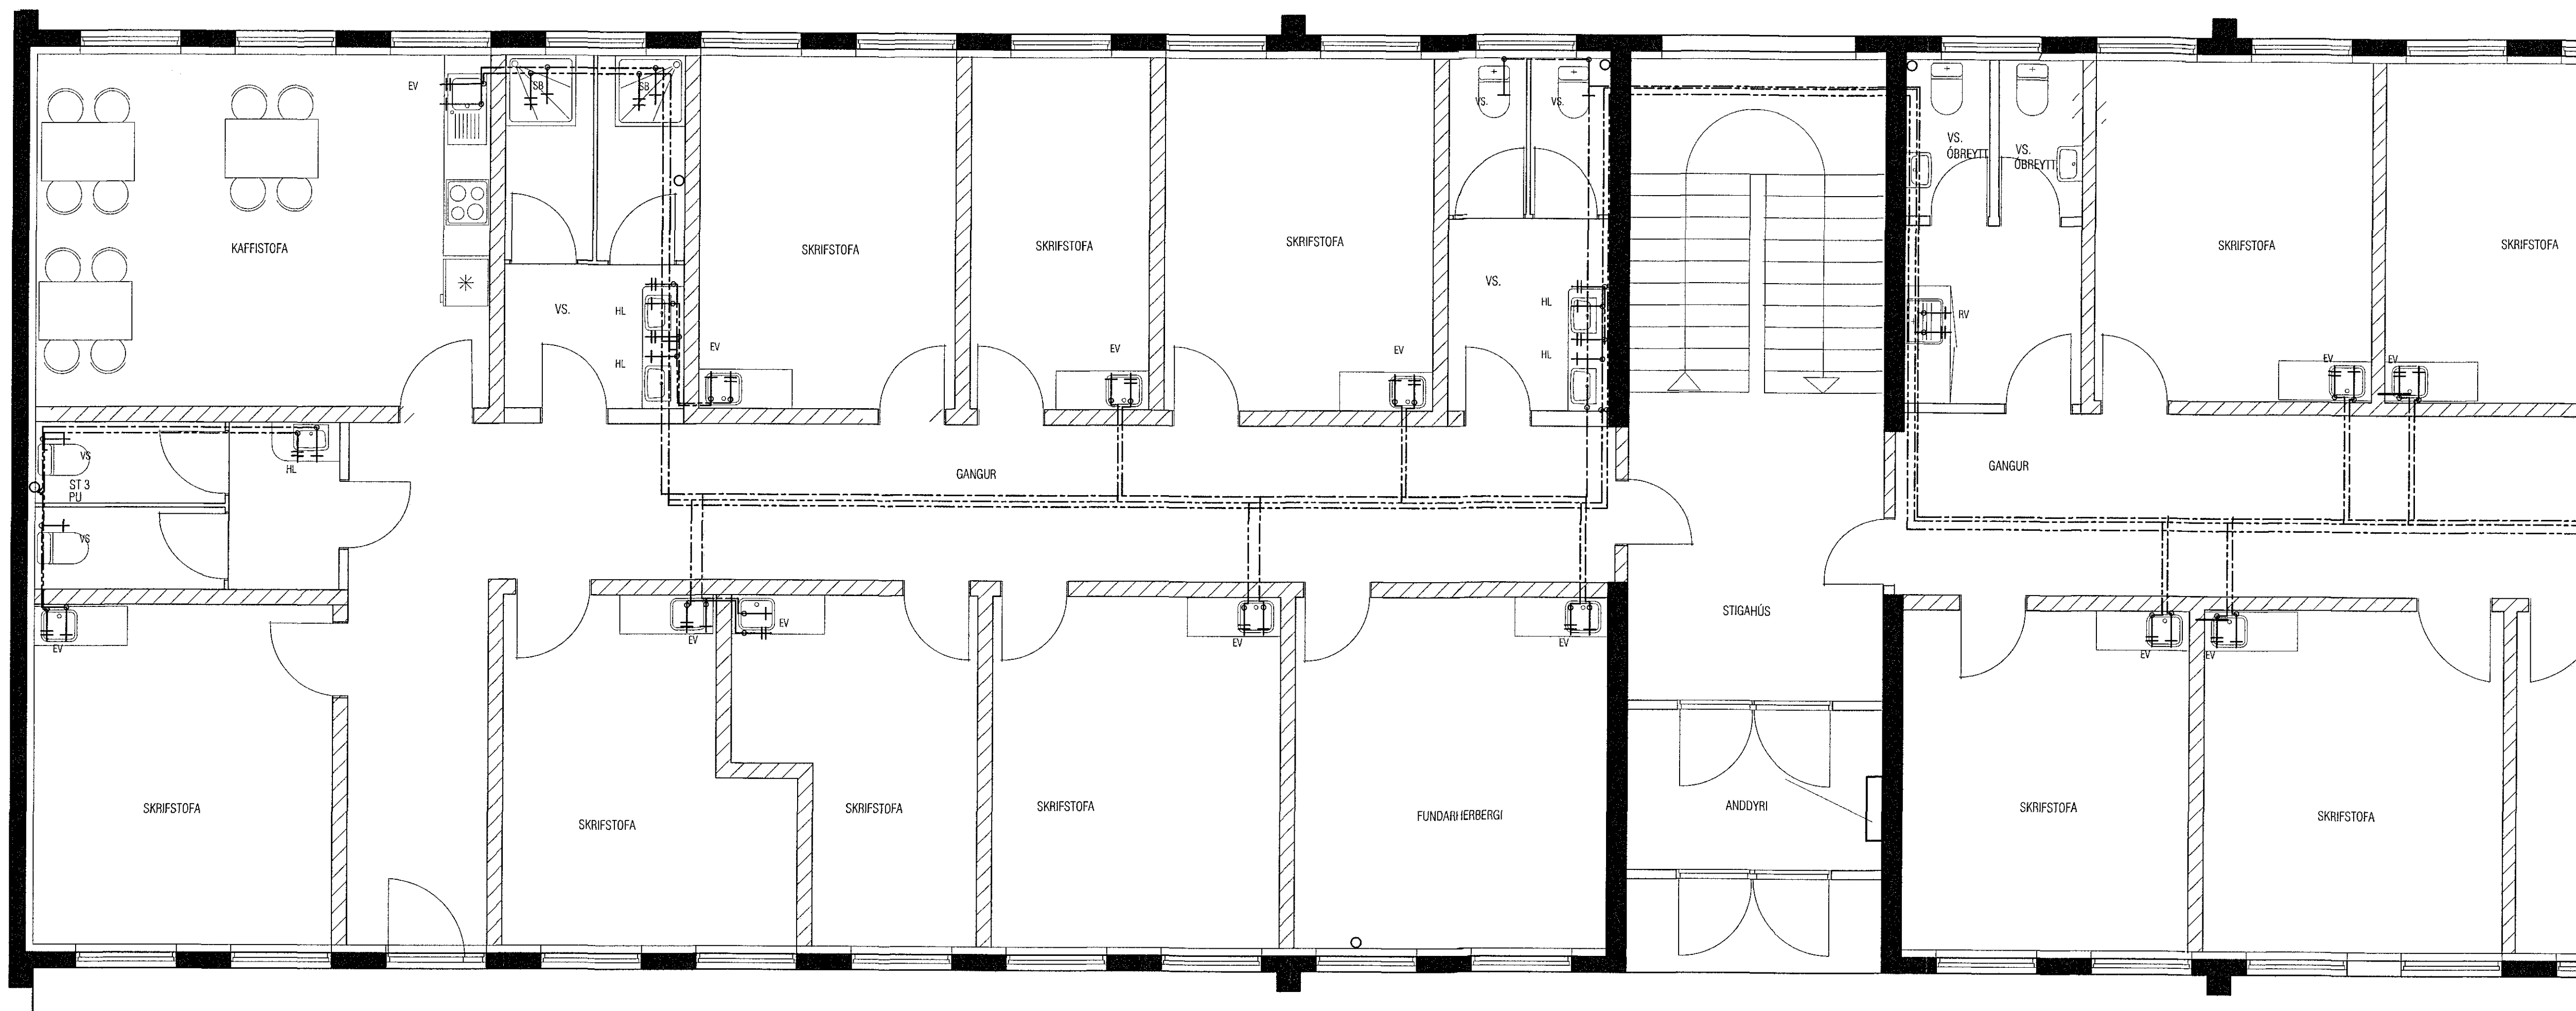 EV
SB
SB
VS.
VS.
VS.
ÓBREYTT
VS.
ÓBREYTT
KAFFISTOFA
SKRIFSTOFA
SKRIFSTOFA
SKRIFSTOFA
SKRIFSTOFA
SKRIFSTOFA
VS.
HL
HL
VS.
HL
HL
RV
EV
EV
EV
EV
EV
VS
ST 3
PU
HL
VS
GANGUR
GANGUR
EV
EV
EV
EV
EV
EV
EV
STIGAHÚS
SKRIFSTOFA
SKRIFSTOFA
SKRIFSTOFA
SKRIFSTOFA
FUNDARHERBERGI
ANDDYRI
SKRIFSTOFA
SKRIFSTOFA